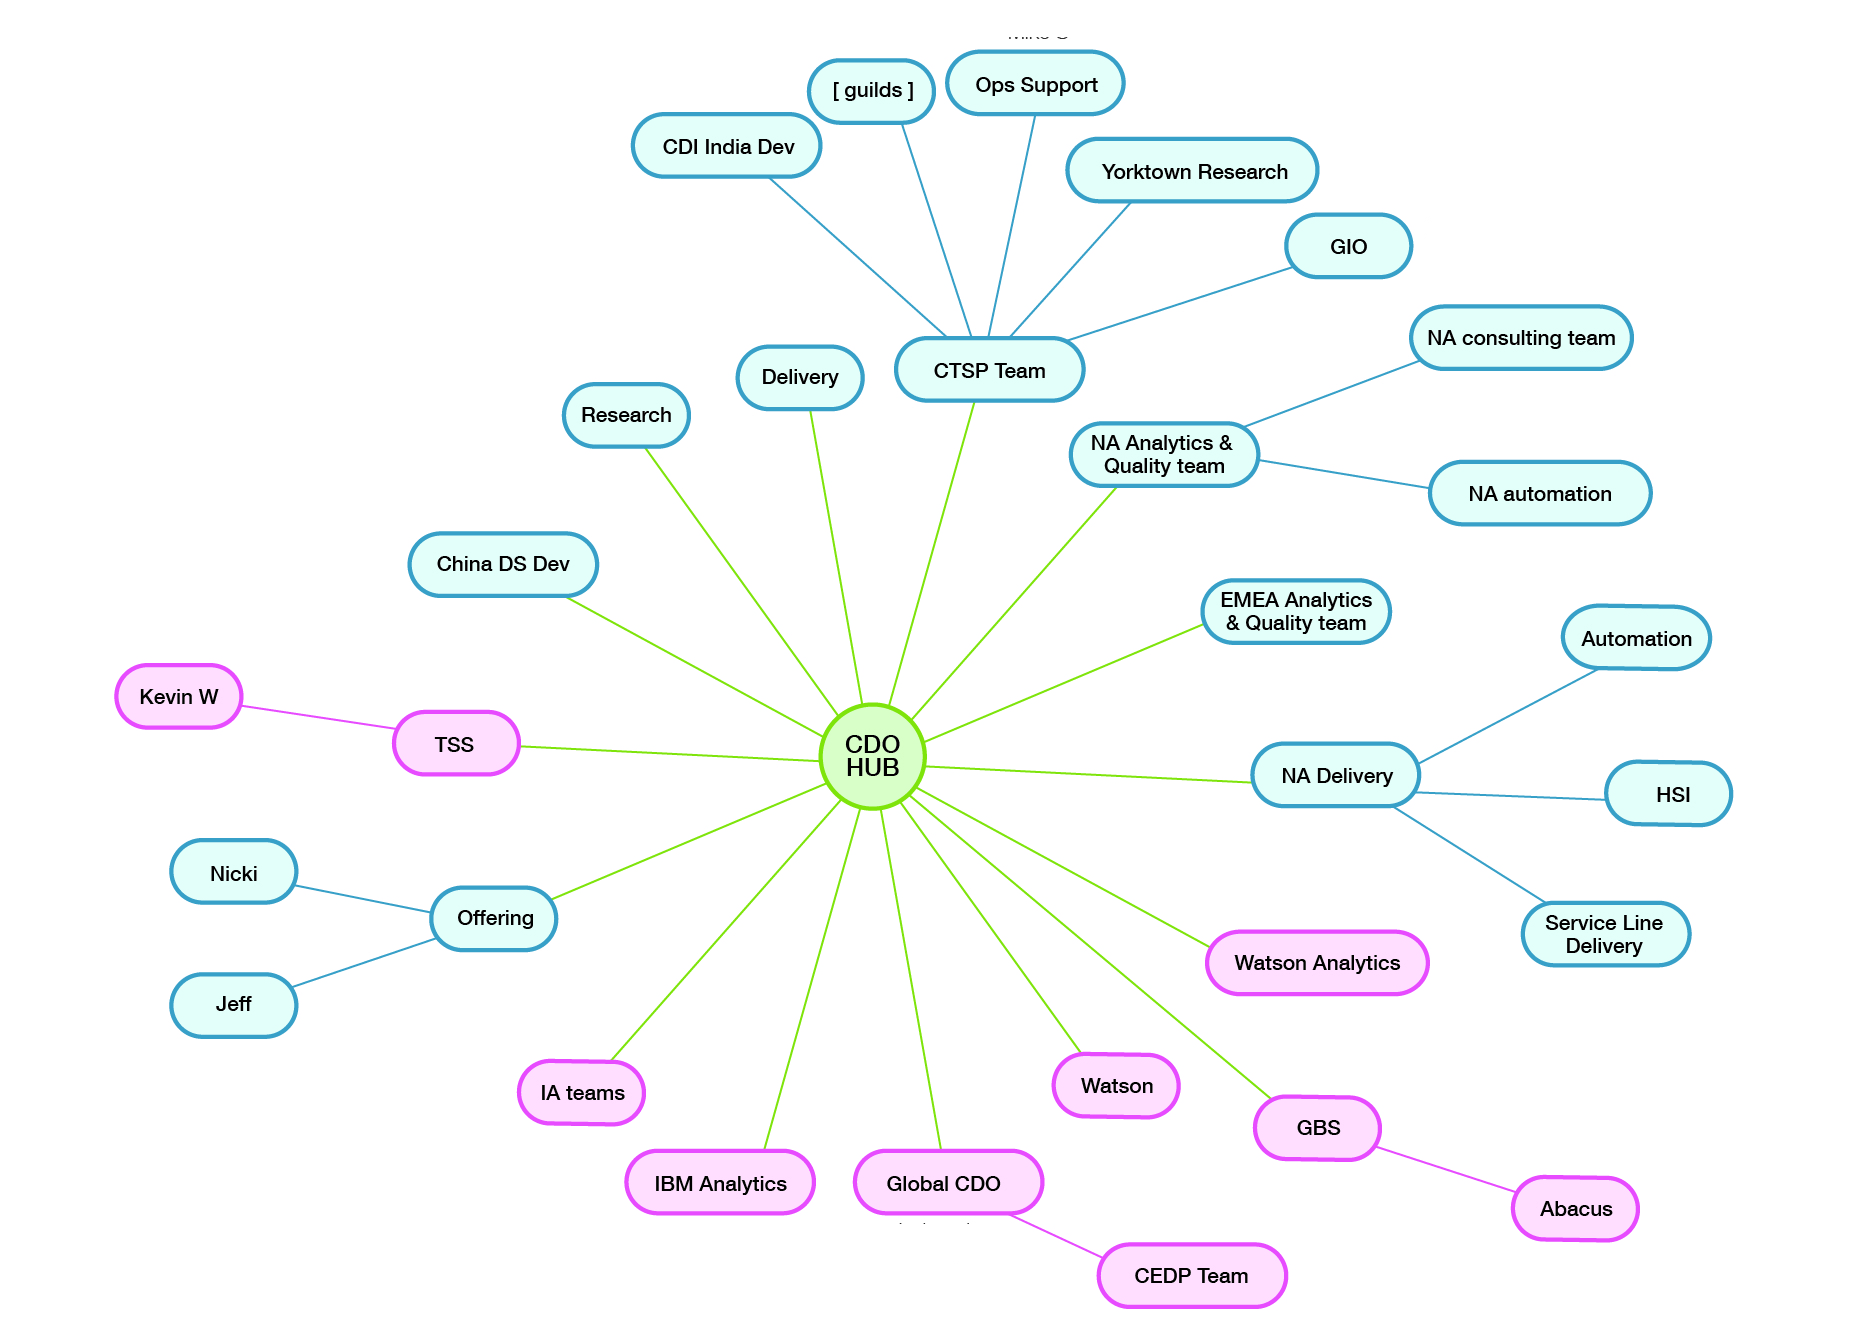 [ guilds ]
Ops Support
CDI India Dev
Yorktown Research
GIO
NA consulting team
Delivery
CTSP Team
Research
NA Analytics &
Quality team
NA automation
China DS Dev
EMEA Analytics
& Quality team
Automation
Kevin W
TSS
CDO
HUB
NA Delivery
HSI
Nicki
Offering
Service Line
Delivery
Watson Analytics
Jeff
IA teams
Watson
GBS
IBM Analytics
Global CDO
Abacus
CEDP Team